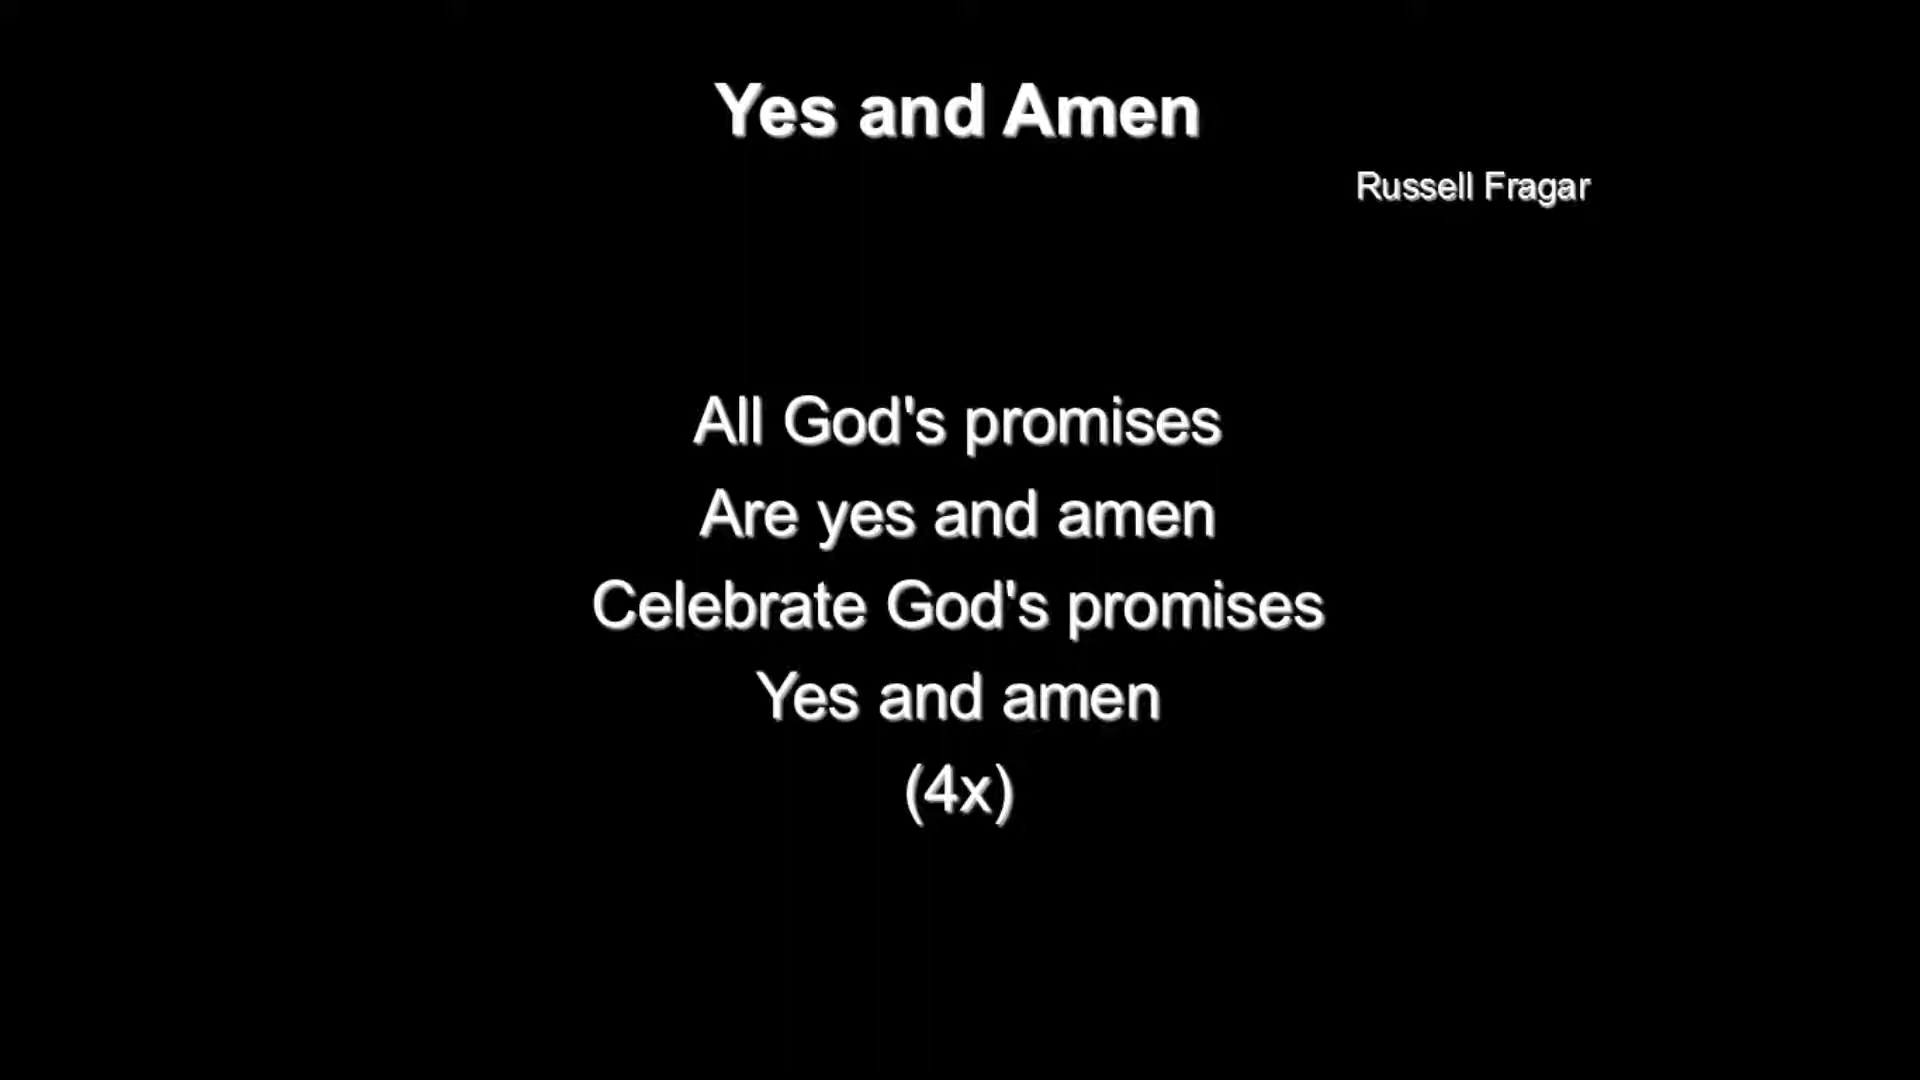 Yes and Amen
Russell Fragar
All God's promises
Are yes and amen
Celebrate God's promises
Yes and amen
(4x)